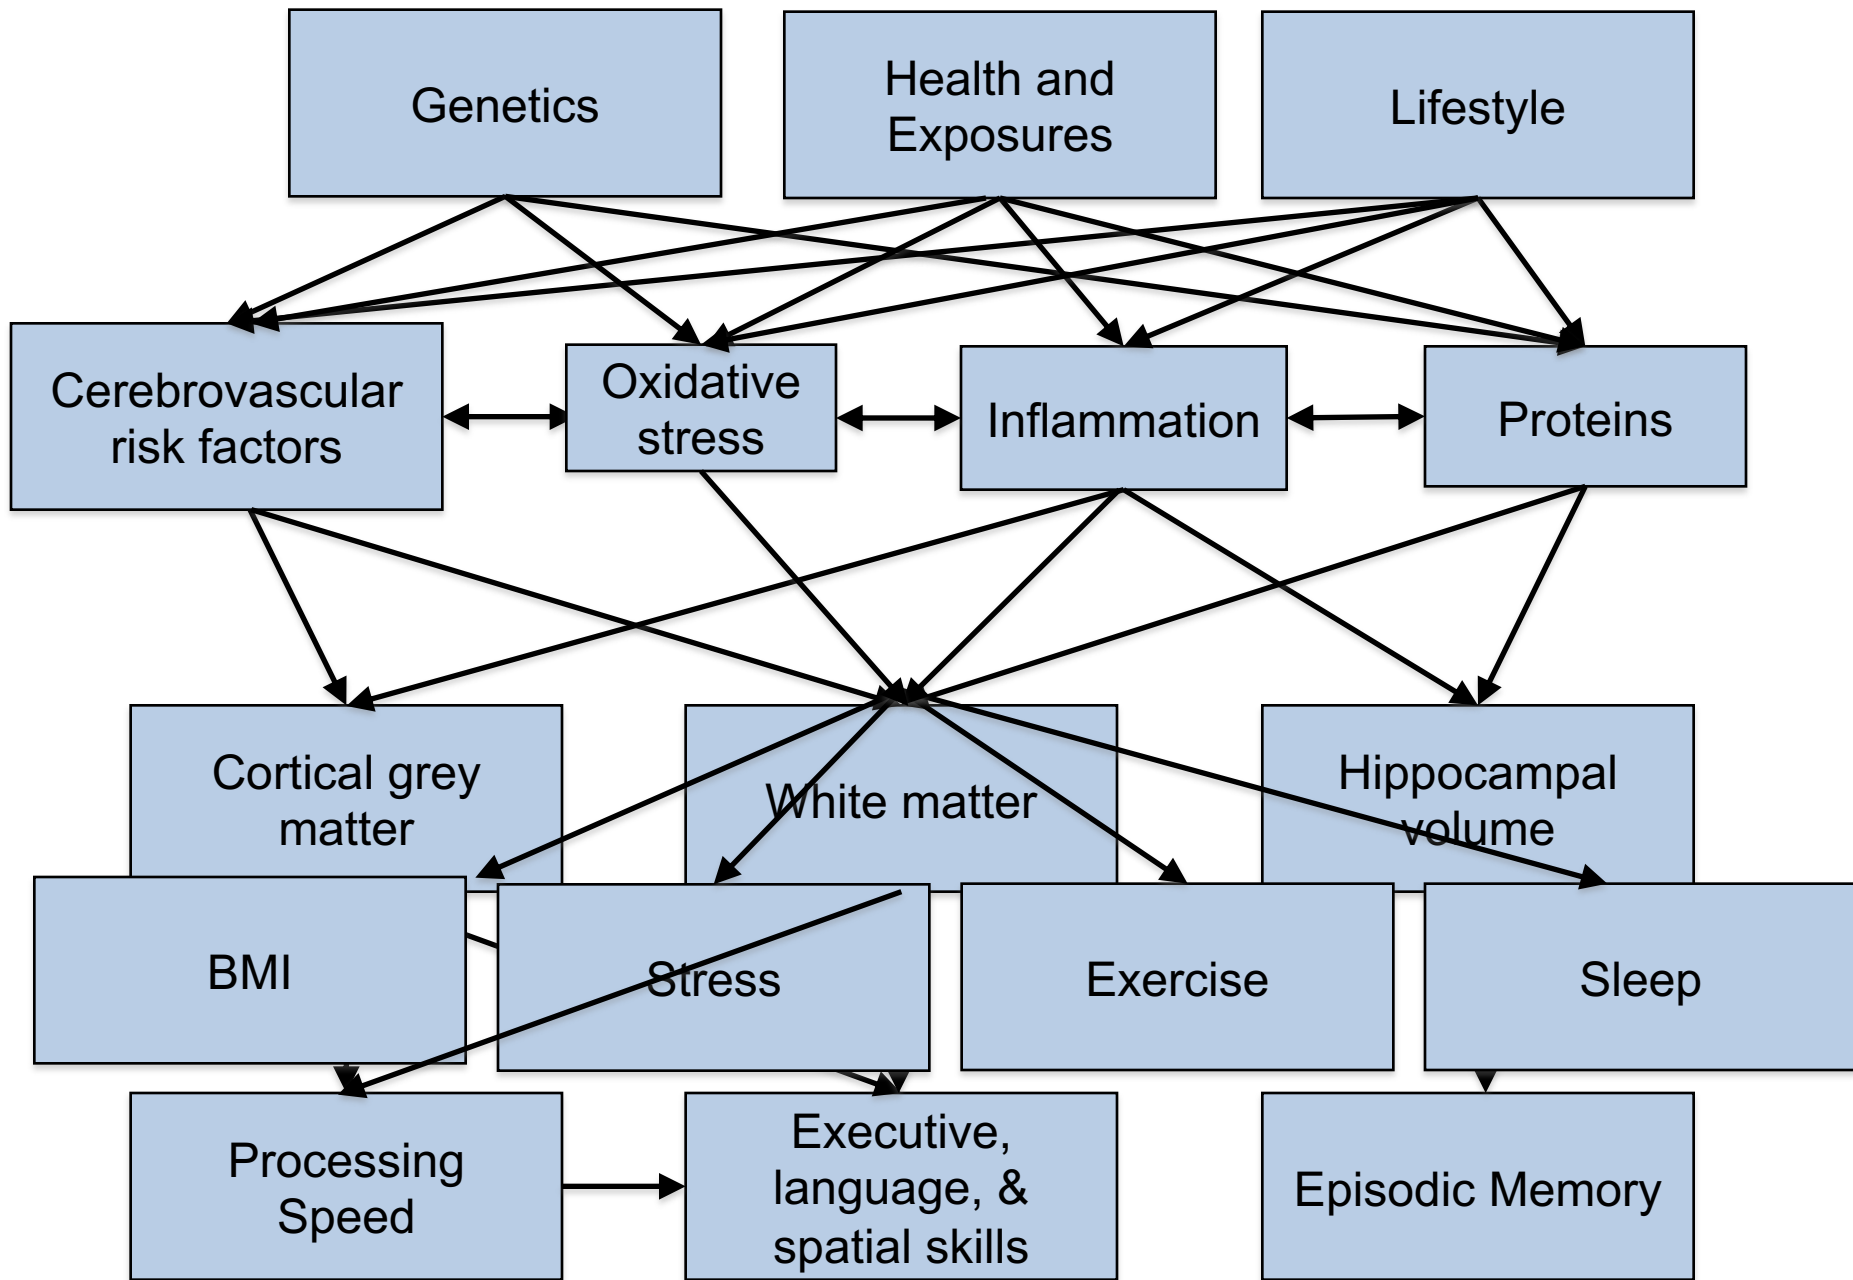 Genetics
Health and
Exposures
Lifestyle
Cerebrovascular
risk factors
Oxidative
stress
Inflammation
Proteins
Cortical grey
matter
White matter
Hippocampal
volume
BMI
Stress
Exercise
Sleep
Processing
Speed
Executive,
language, &
spatial skills
Episodic Memory